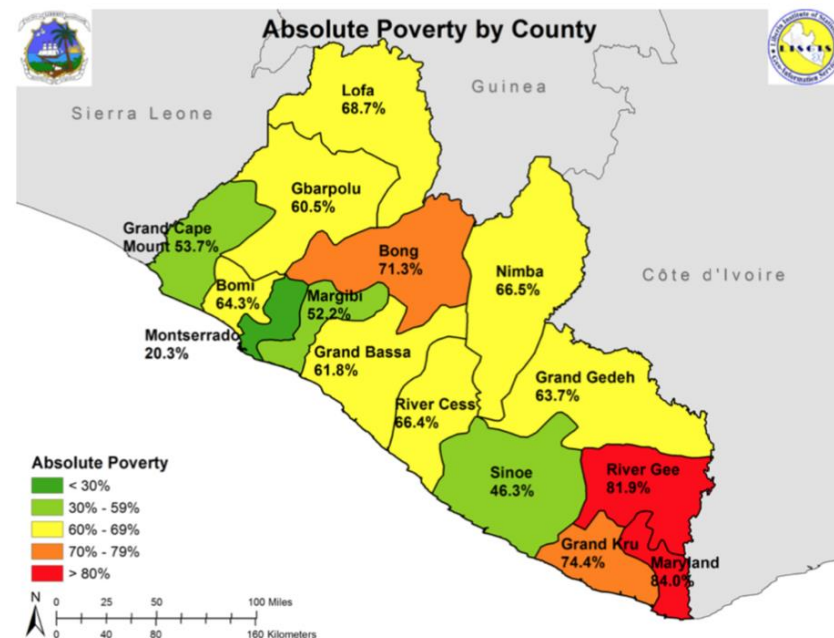 Absolute Poverty by County
Sierra Leone
Guinea
Côte d'Ivoire
Lofa
68.7%
Gbarpolu
60.5%
Grand Cape
Mount 53.7%
Bong
71.3%
Nimba
66.5%
Bomi
64.3%
Margibi
52.2%
Montserrado
20.3%
Grand Bassa
61.8%
River Cess
66.4%
Grand Gedeh
63.7%
Sinoe
46.3%
River Gee
81.9%
Grand Kru
74.4%
Maryland
84.0%
Absolute Poverty
< 30%
30% - 59%
60% - 69%
70% - 79%
> 80%
N
0 25 50 100 Miles
0 40 80 160 Kilometers
LISGIS